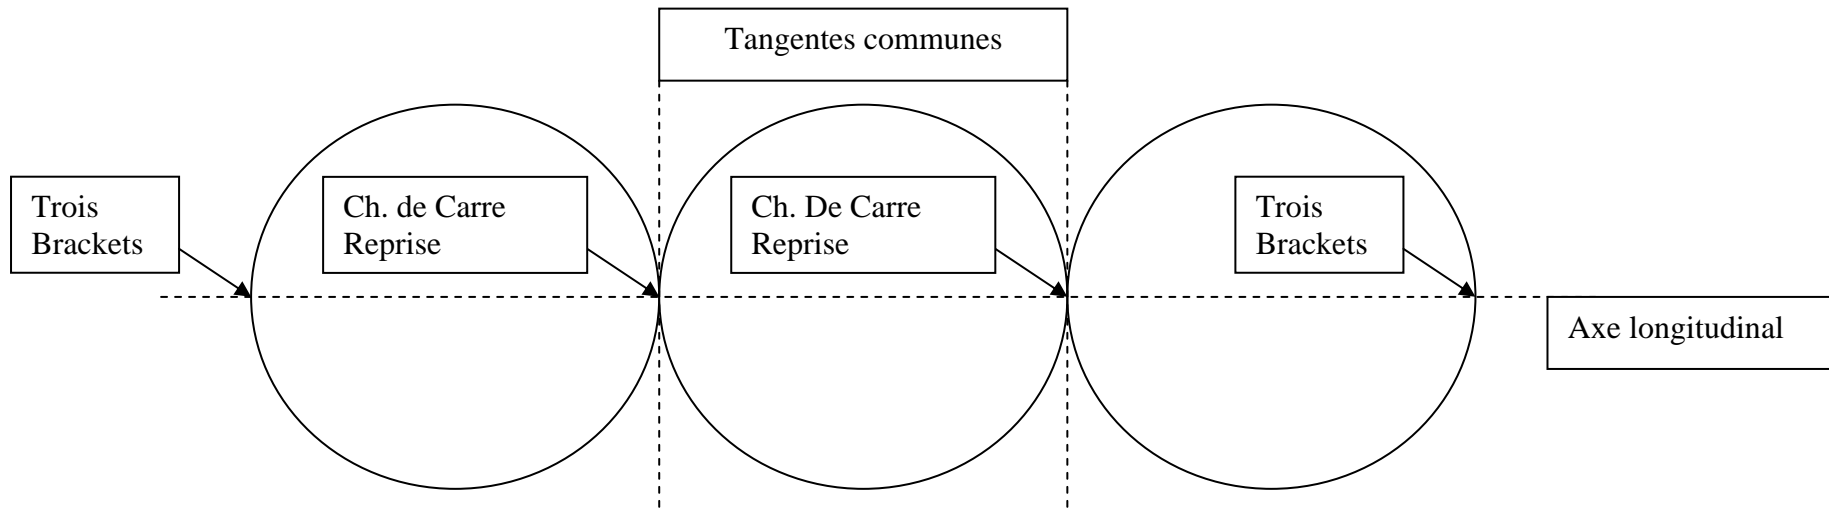 Tangentes communes
Trois
Brackets
Ch. de Carre
Reprise
Ch. De Carre
Reprise
Trois
Brackets
Axe longitudinal